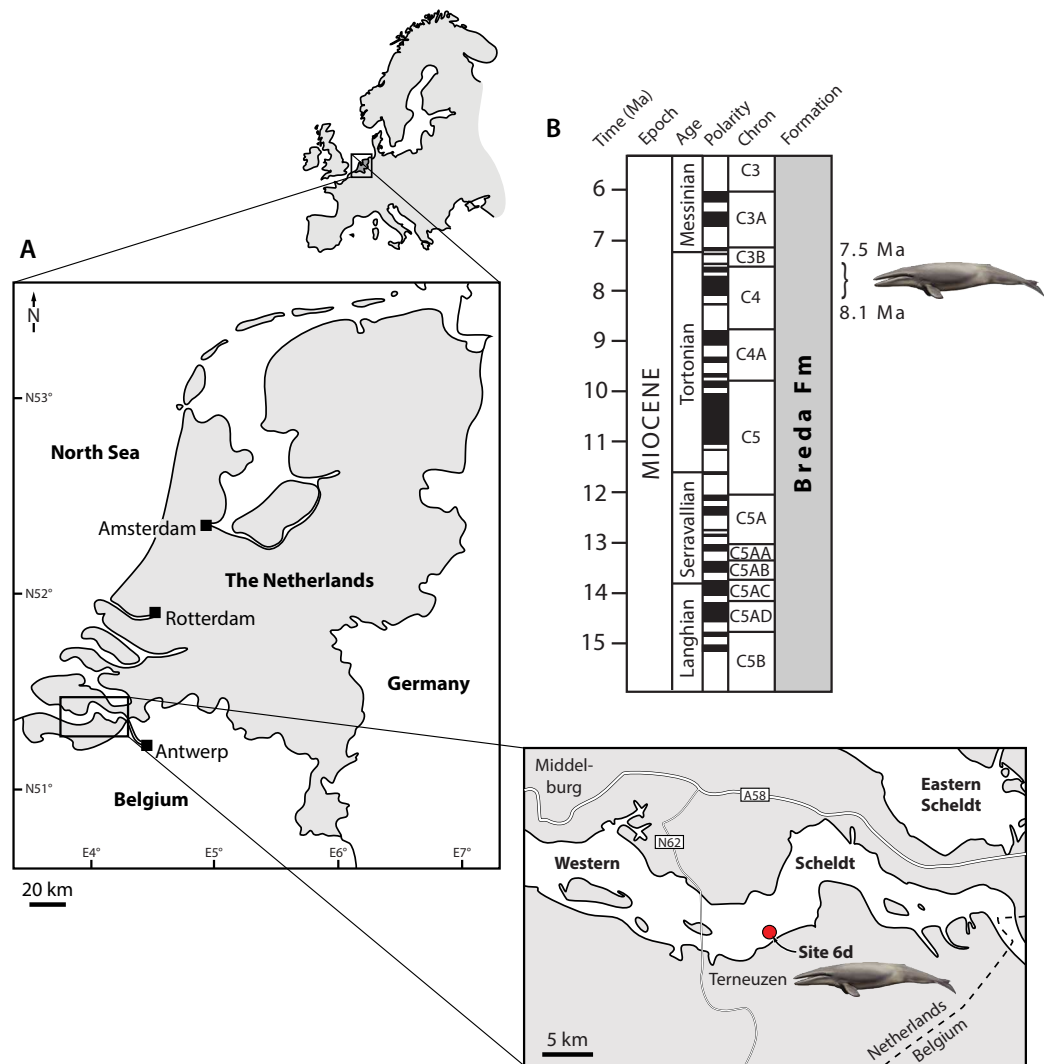 A
N
N53°
N52°
N51°
North Sea
Amsterdam
The Netherlands
Rotterdam
Germany
Antwerp
Belgium
E4°
E5°
E6°
E7°
20 km
B
Time (Ma)
Epoch
Age
Polarity
Chron
Formation
6
7
8
9
10
11
12
13
14
15
MIOCENE
Messinian
Tortonian
Serravallian
Langhian
C3
C3A
C3B
C4
C4A
C5
C5A
C5AA
C5AB
C5AC
C5AD
C5B
Breda Fm
7.5 Ma
8.1 Ma
Middel-
burg
A58
Eastern
Scheldt
N62
Western
Scheldt
Site 6d
Terneuzen
Netherlands
Belgium
5 km